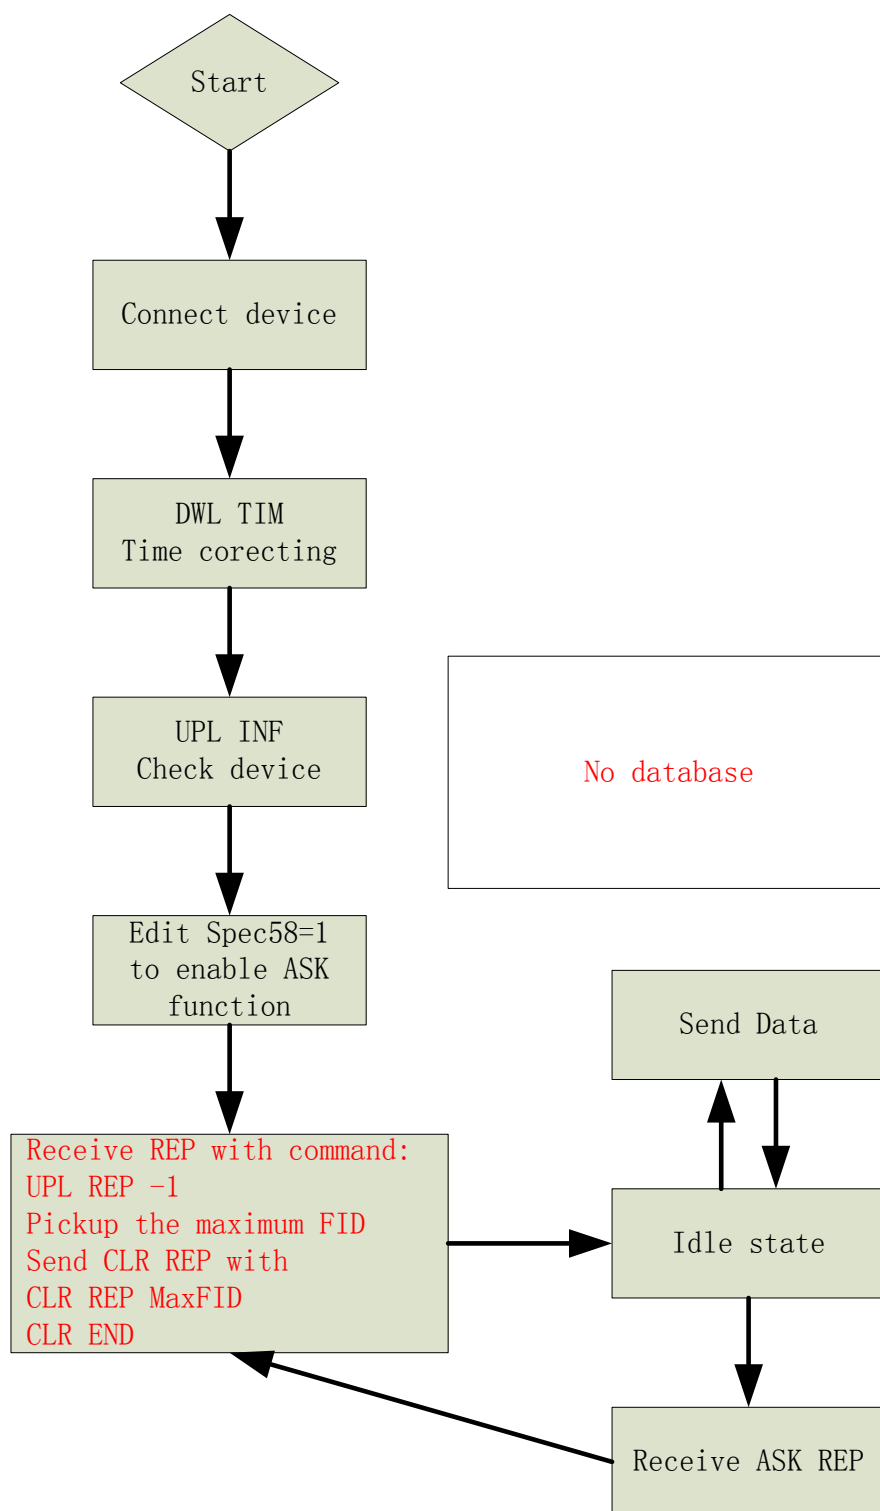 Start
Connect device
DWL TIM
Time corecting
UPL INF
Check device
No database
Edit Spec58=1
to enable ASK
function
Send Data
Receive REP with command:
UPL REP -1
Pickup the maximum FID
Send CLR REP with
CLR REP MaxFID
CLR END
Idle state
Receive ASK REP